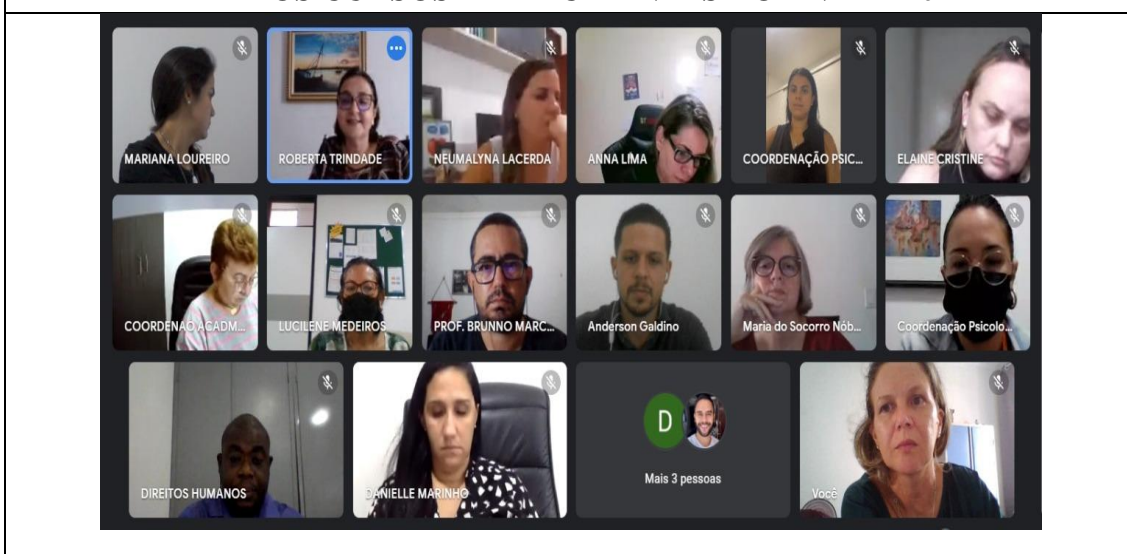 MARIANA LOUREIRO
ROBERTA TRINDADE
NEUMALYNA LACERDA
ANNA LIMA
COORDENAÇÃO PSIC...
ELAINE CRISTINE
COORDENAÃO ACADM...
LUCILENE MEDEIROS
PROF. BRUNNO MARC...
Anderson Galdino
Maria do Socorro Nób...
Coordenação Psicolo...
DIREITOS HUMANOS
DANIELLE MARINHO
D
Mais 3 pessoas
Você